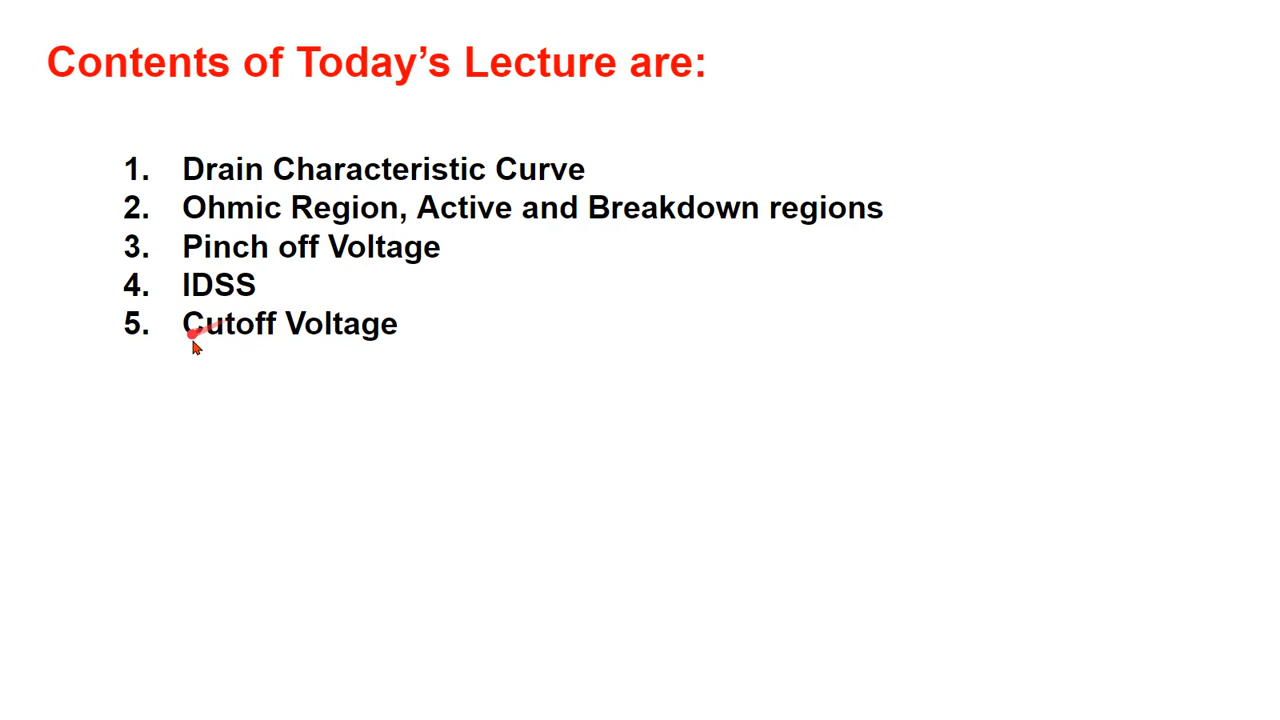 Contents of Today’s Lecture are:
1. Drain Characteristic Curve
2. Ohmic Region, Active and Breakdown regions
3. Pinch off Voltage
4. IDSS
5. Cutoff Voltage